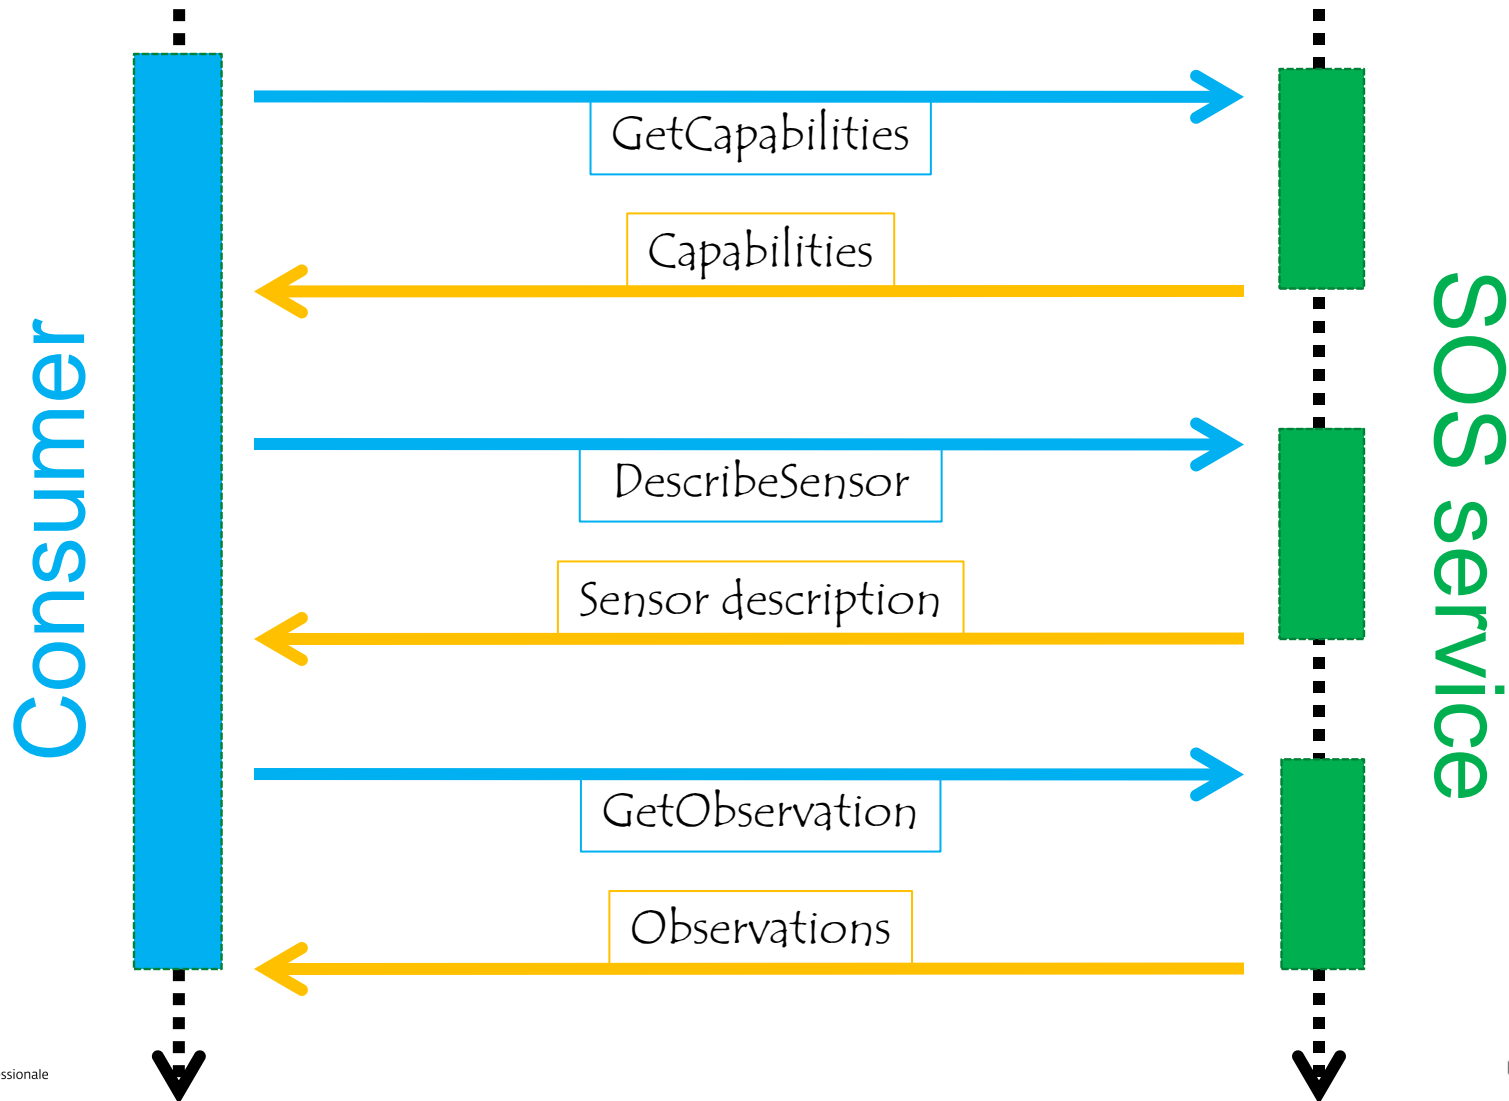 GetCapabilities
Capabilities
Consumer
SOS service
DescribeSensor
Sensor description
GetObservation
Observations
ssionale